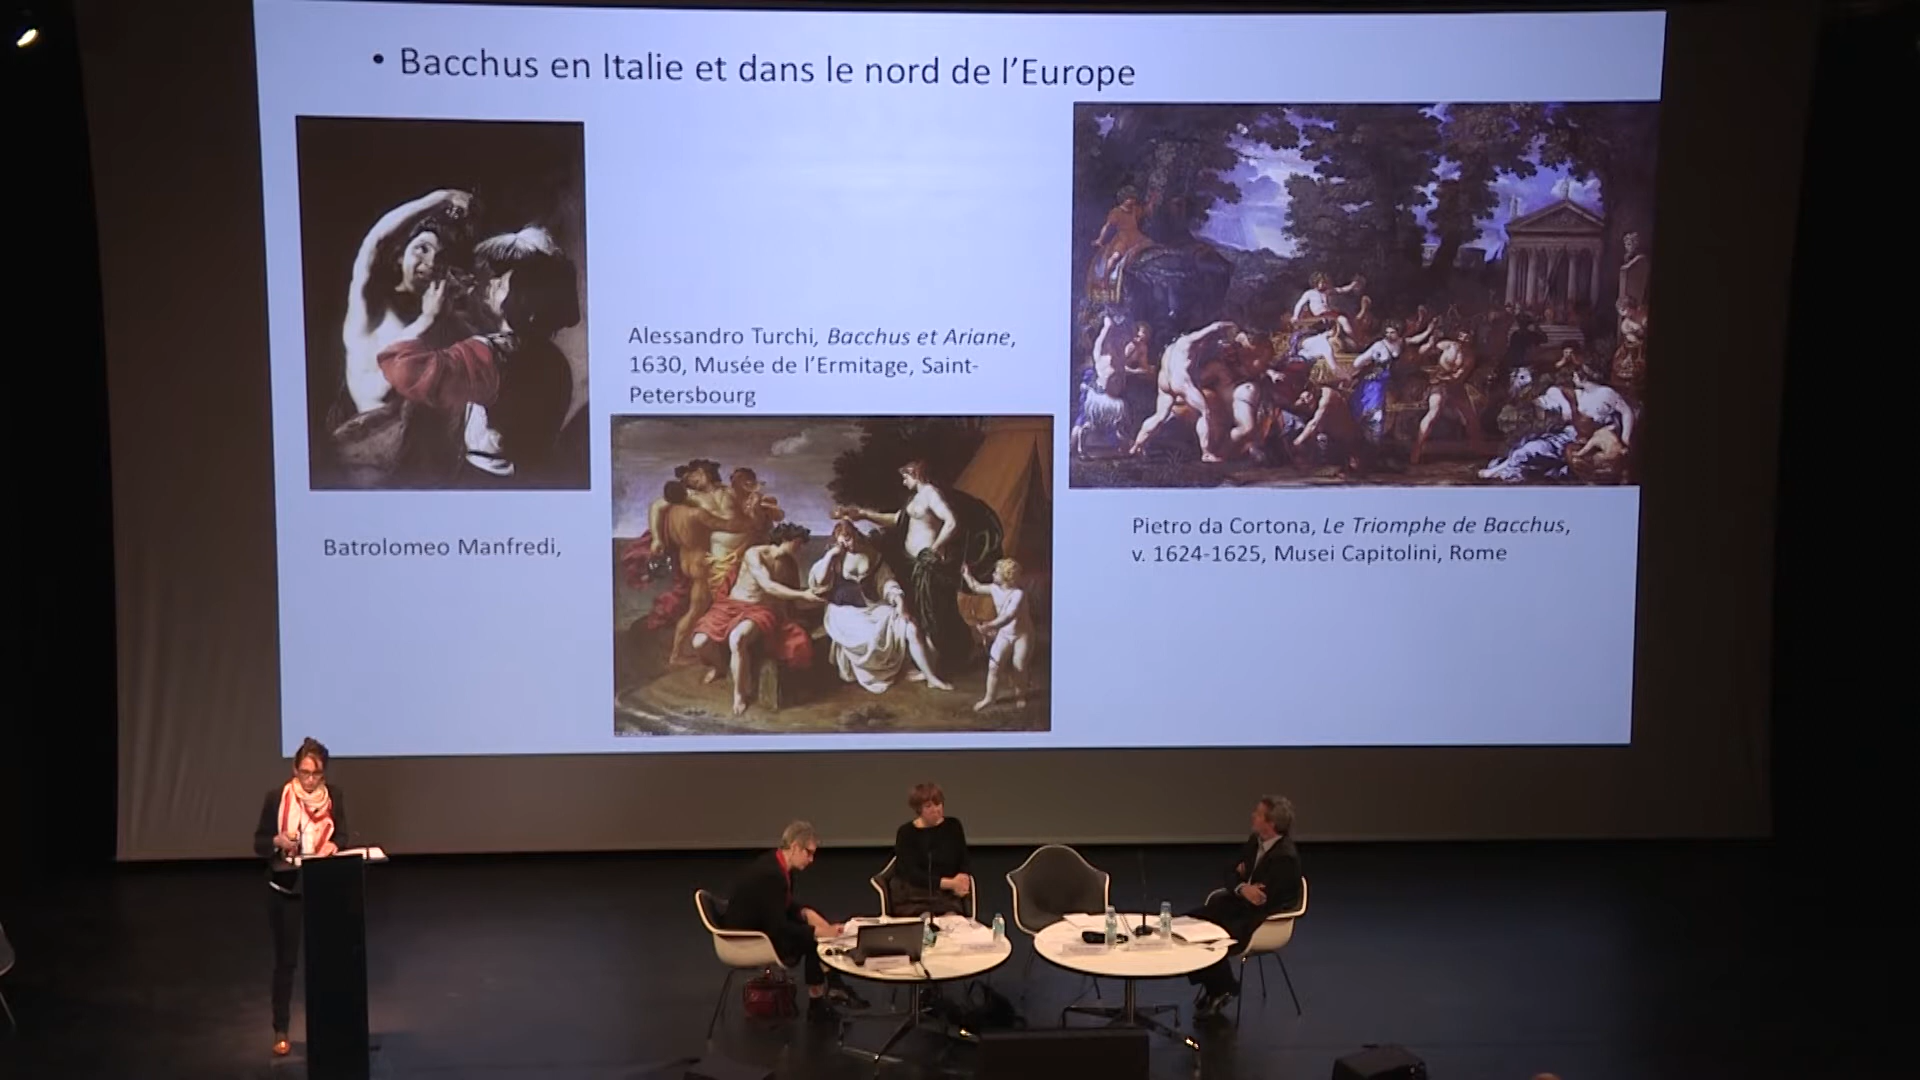 • Bacchus en Italie et dans le nord de l'Europe
Alessandro Turchi, Bacchus et Ariane,
1630, Musée de l'Ermitage, Saint-
Petersbourg
Batrolomeo Manfredi,
Pietro da Cortona, Le Triomphe de Bacchus,
v. 1624-1625, Musei Capitolini, Rome